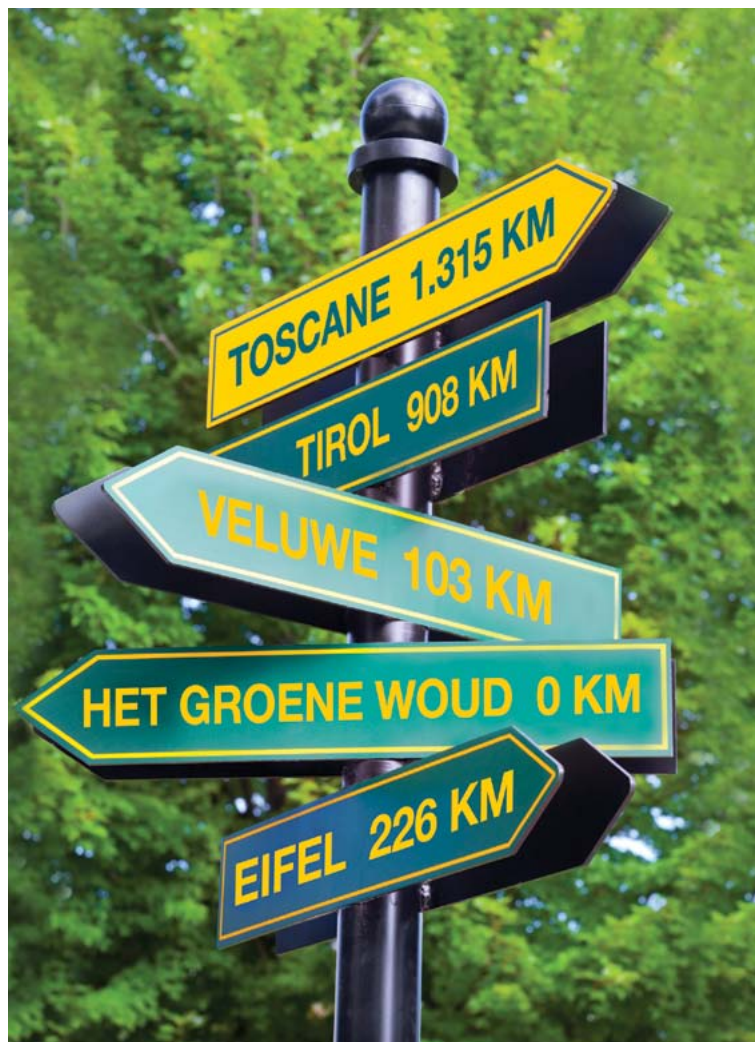 TOSCANE 1.315 KM
TIROL 908 KM
VELUWE 103 KM
HET GROENE WOUD 0 KM
EIFEL 226 KM